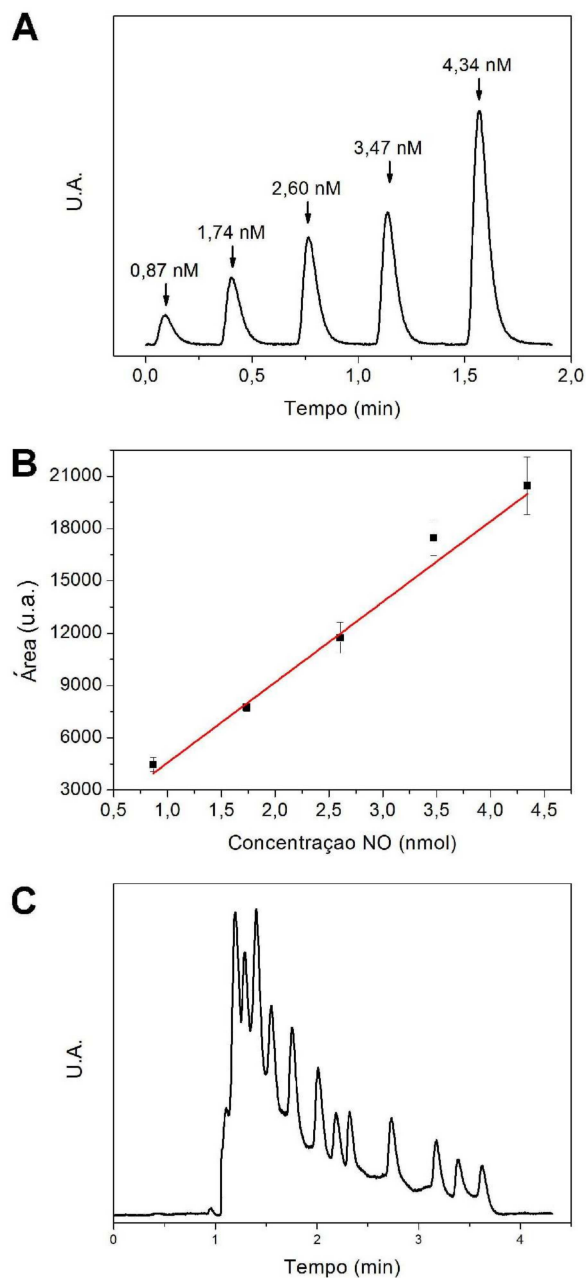 A
4,34 nM
3,47 nM
2,60 nM
1,74 nM
0,87 nM
U.A.
0,0 0,5 1,0 1,5 2,0
Tempo (min)
B
21000
18000
15000
12000
9000
6000
3000
Área (u.a.)
0,5 1,0 1,5 2,0 2,5 3,0 3,5 4,0 4,5
Concentraçao NO (nmol)
C
U.A.
0 1 2 3 4
Tempo (min)